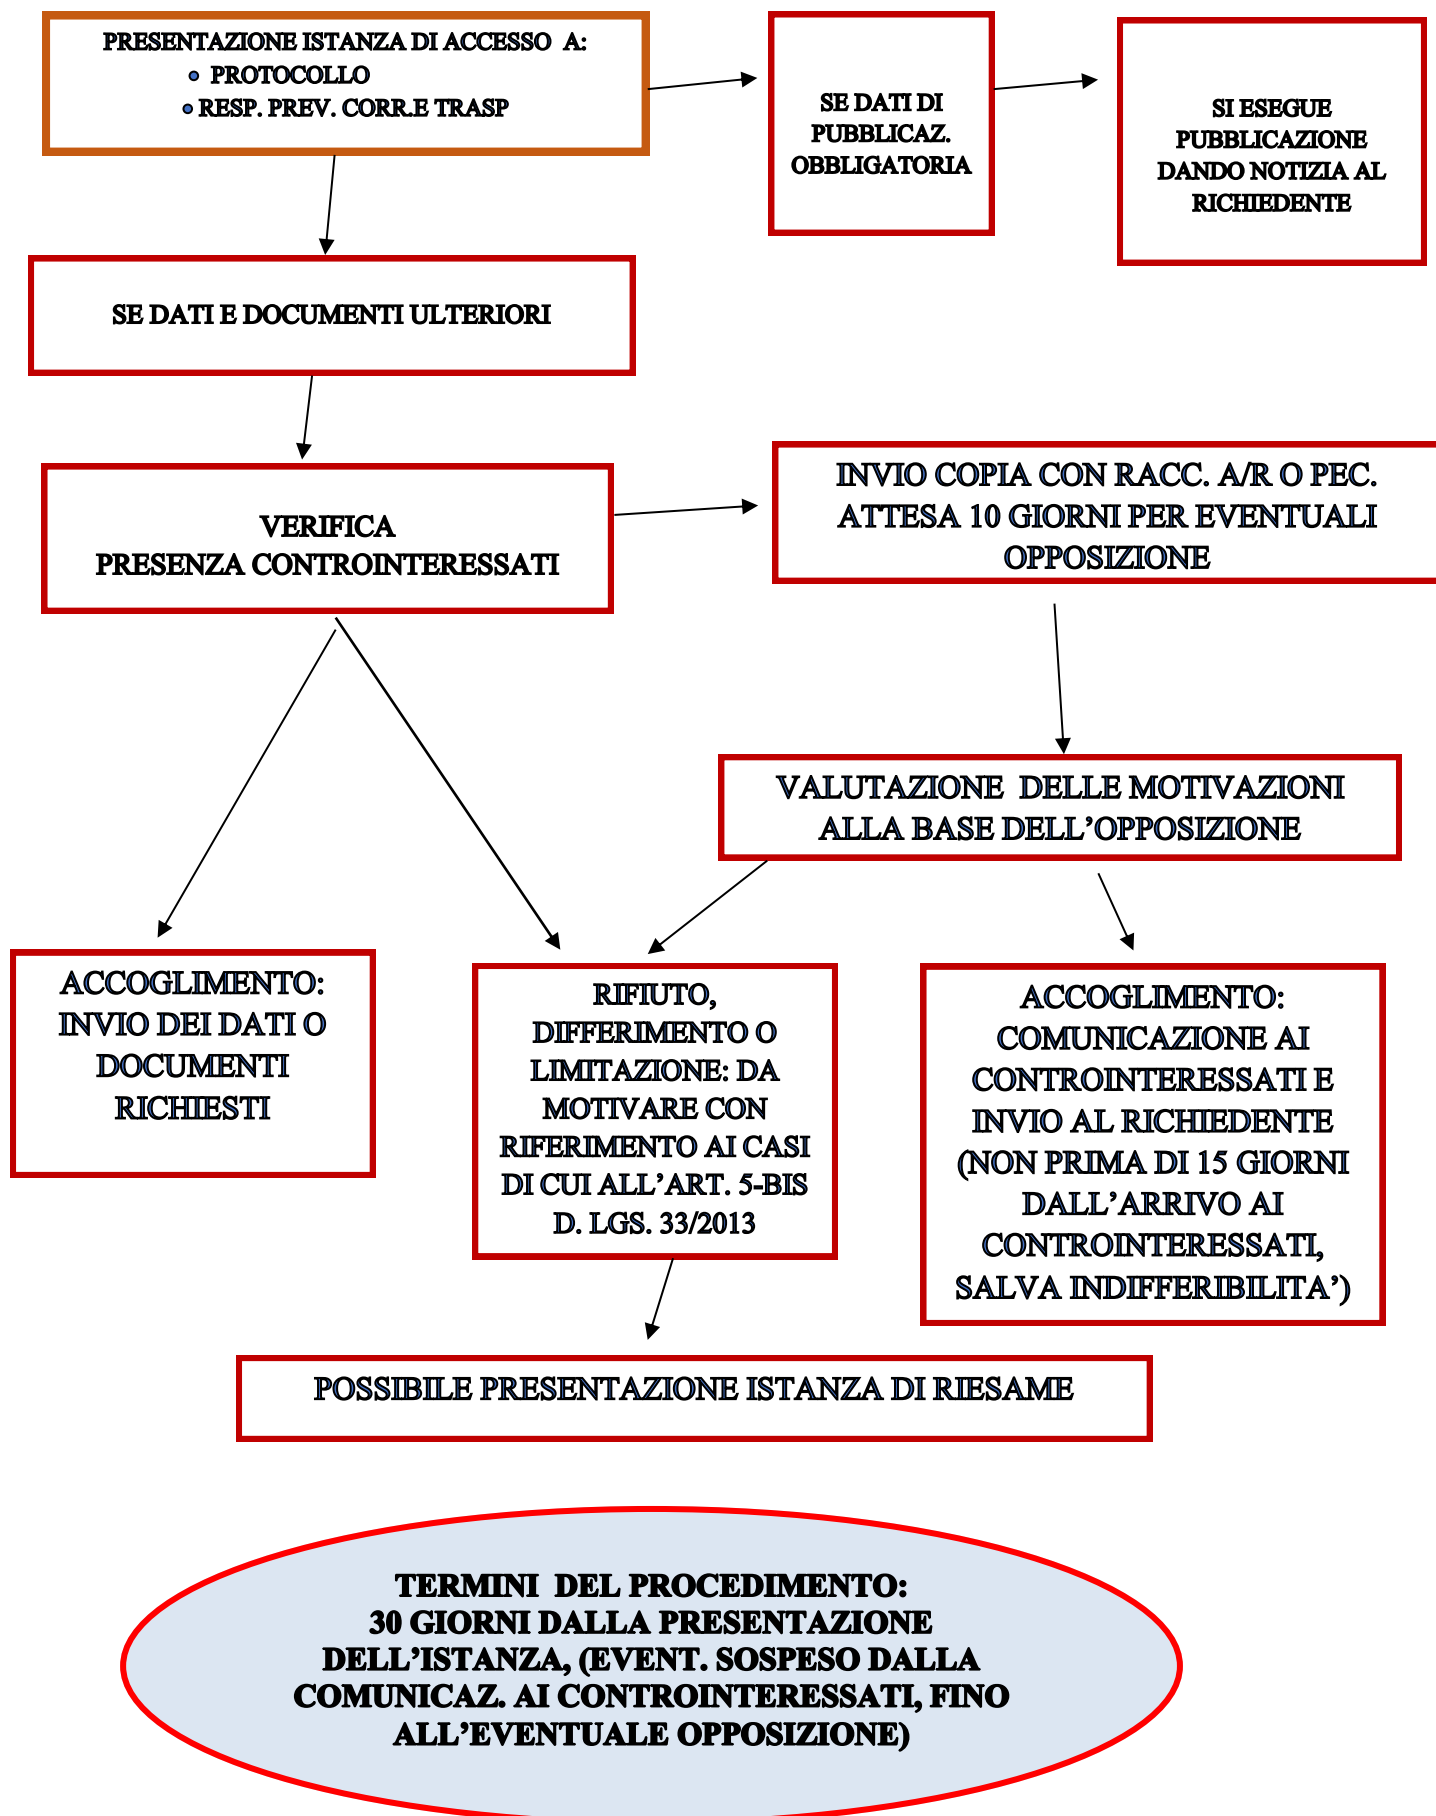 PRESENTAZIONE ISTANZA DI ACCESSO A:
• PROTOCOLLO
• RESP. PREV. CORR.E TRASP
SE DATI DI
PUBBLICAZ.
OBBLIGATORIA
SI ESEGUE
PUBBLICAZIONE
DANDO NOTIZIA AL
RICHIEDENTE
SE DATI E DOCUMENTI ULTERIORI
VERIFICA
PRESENZA CONTROINTERESSATI
INVIO COPIA CON RACC. A/R O PEC.
ATTESA 10 GIORNI PER EVENTUALI
OPPOSIZIONE
VALUTAZIONE DELLE MOTIVAZIONI
ALLA BASE DELL’OPPOSIZIONE
ACCOGLIMENTO:
INVIO DEI DATI O
DOCUMENTI
RICHIESTI
RIFIUTO,
DIFFERIMENTO O
LIMITAZIONE: DA
MOTIVARE CON
RIFERIMENTO AI CASI
DI CUI ALL’ART. 5-BIS
D. LGS. 33/2013
ACCOGLIMENTO:
COMUNICAZIONE AI
CONTROINTERESSATI E
INVIO AL RICHIEDENTE
(NON PRIMA DI 15 GIORNI
DALL’ARRIVO AI
CONTROINTERESSATI,
SALVA INDIFFERIBILITA’)
POSSIBILE PRESENTAZIONE ISTANZA DI RIESAME
TERMINI DEL PROCEDIMENTO:
30 GIORNI DALLA PRESENTAZIONE
DELL’ISTANZA, (EVENT. SOSPESO DALLA
COMUNICAZ. AI CONTROINTERESSATI, FINO
ALL’EVENTUALE OPPOSIZIONE)